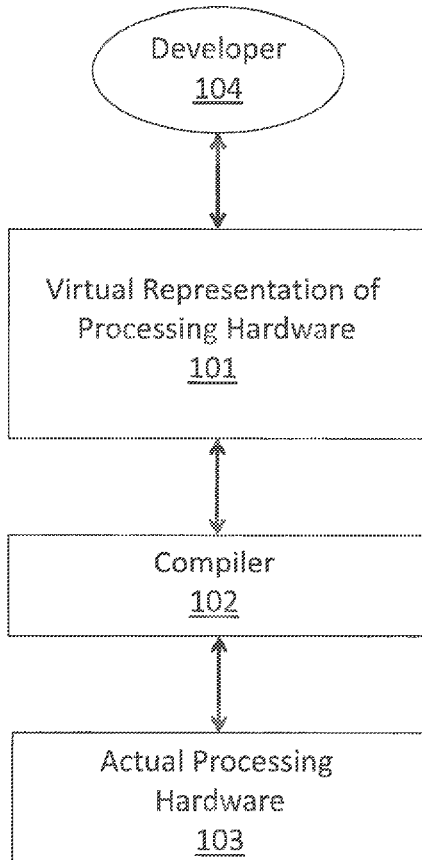 Developer
104
Virtual Representation of
Processing Hardware
101
Compiler
102
Actual Processing
Hardware
103